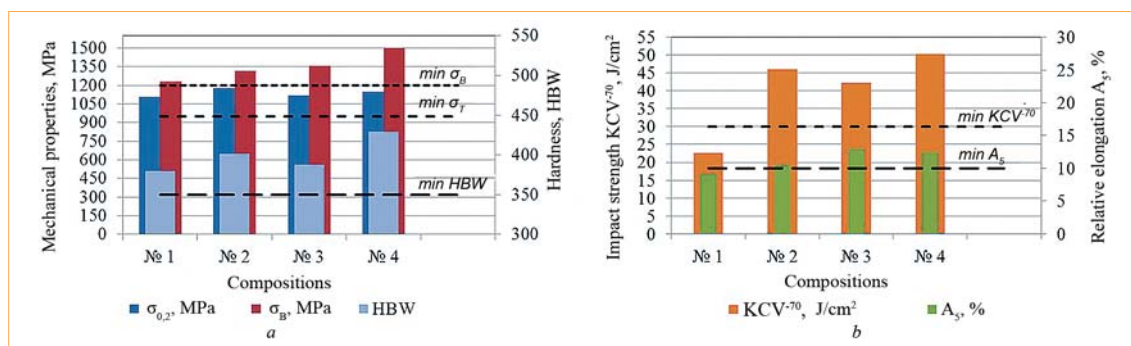 Mechanical properties, MPa
1500
1350
1200
1050
900
750
600
450
300
150
0
min σB
min σT
min HBW
550
500
450
400
350
300
Hardness, HBW
№ 1 № 2 № 3 № 4
Compositions
σ0,2, MPa σB, MPa HBW
a
Impact strength KCV-70, J/cm2
55
50
45
40
35
30
25
20
15
10
5
0
min KCV-70
min A5
30
25
20
15
10
5
0
Relative elongation A5, %
№ 1 № 2 № 3 № 4
Compositions
KCV-70, J/cm2 A5, %
b